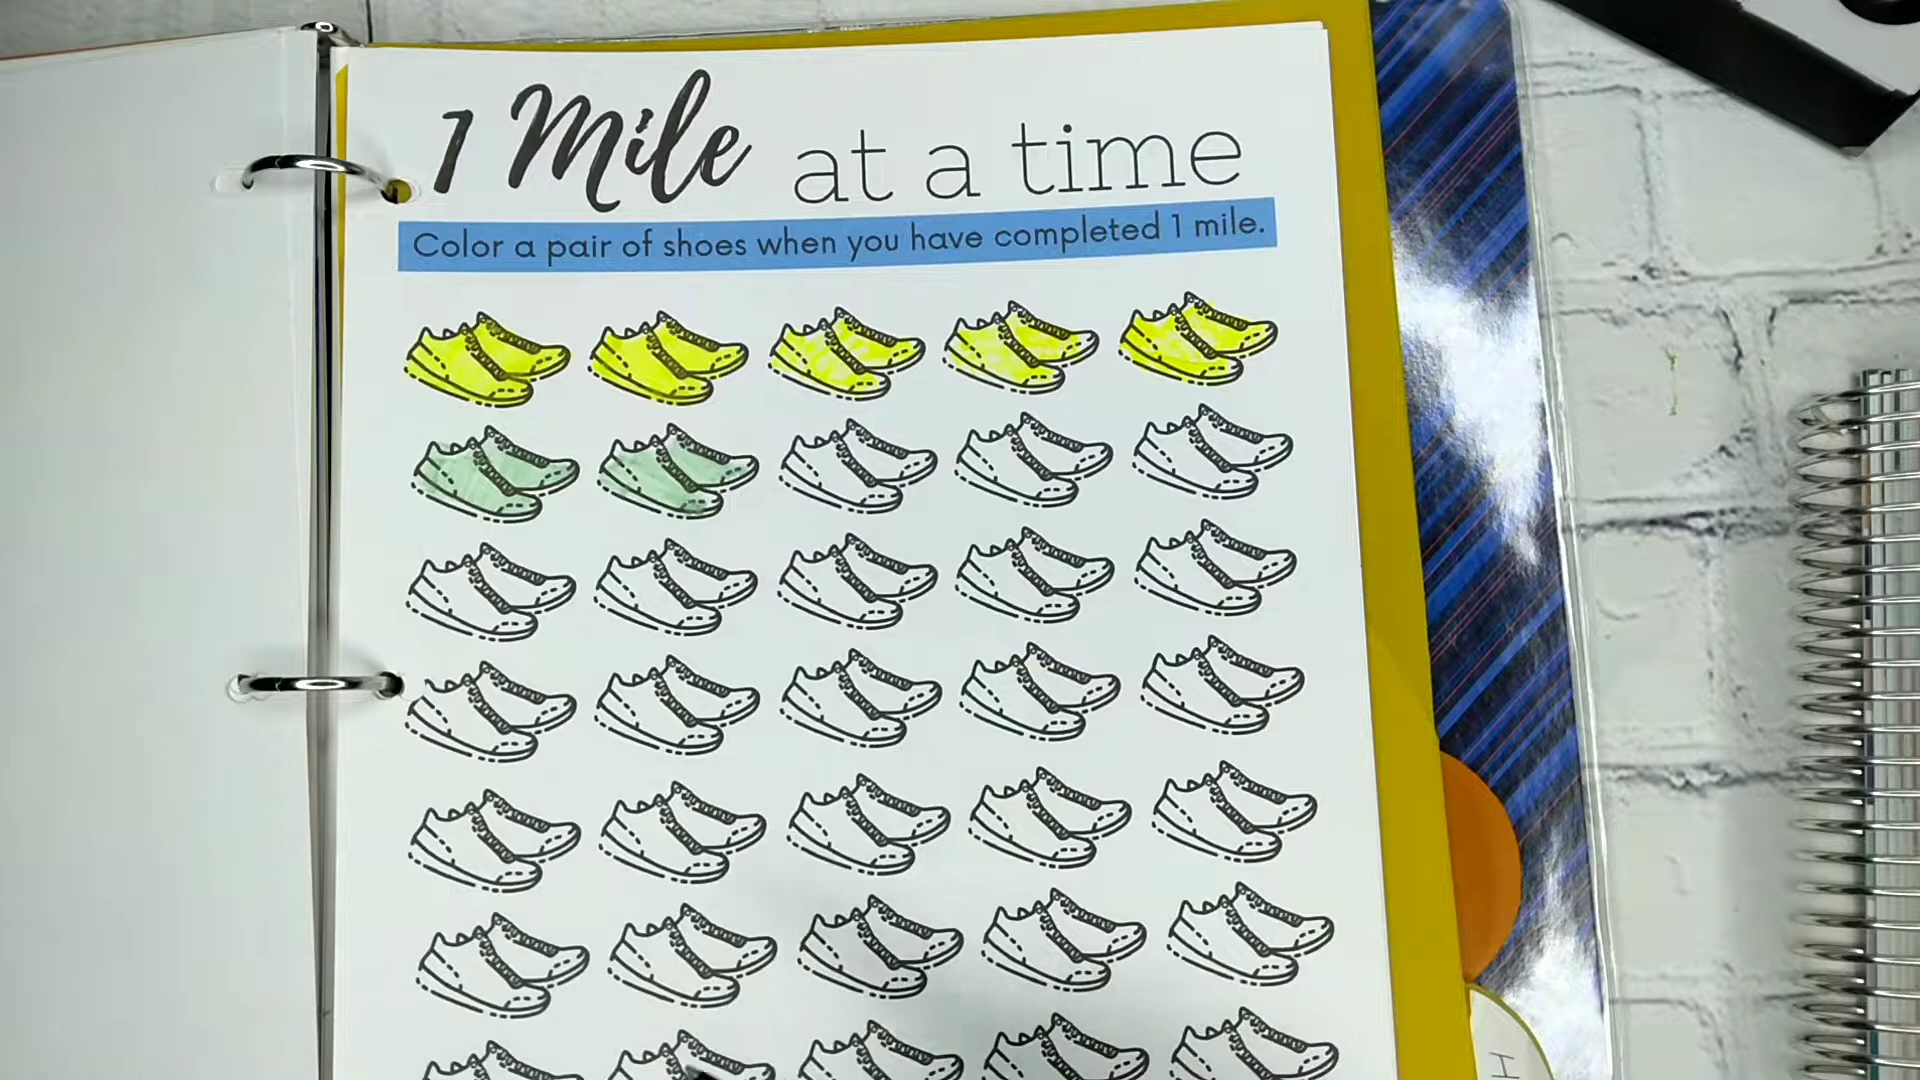 1 Mile at a time
Color a pair of shoes when you have completed 1 mile.
H